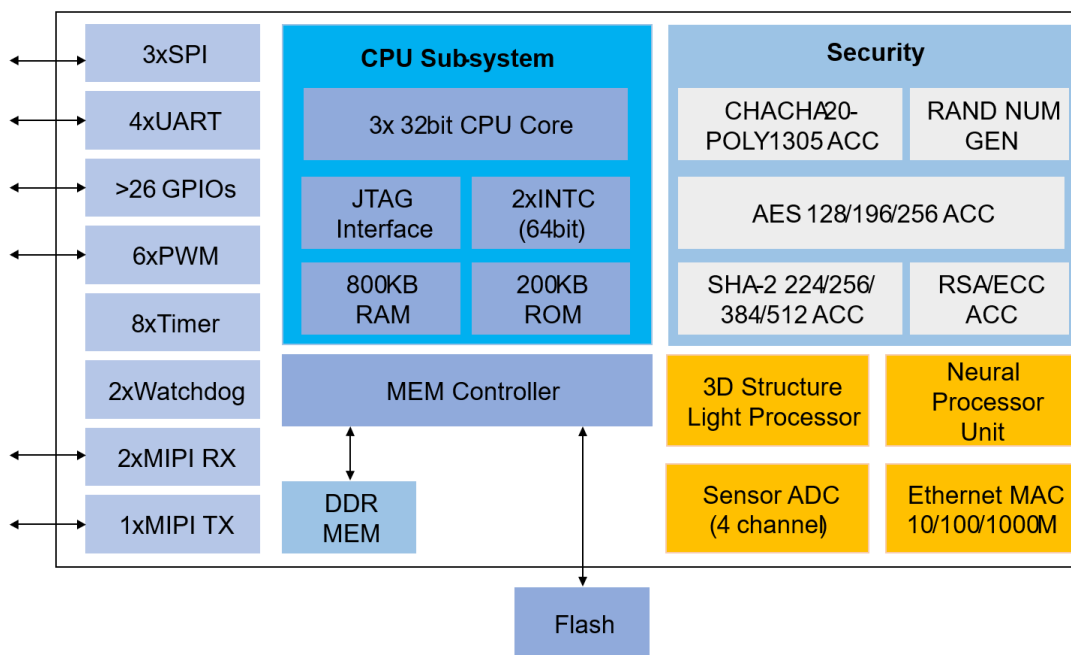 3xSPI
4xUART
>26 GPIOs
6xPWM
8xTimer
2xWatchdog
2xMIPI RX
1xMIPI TX
CPU Sub-system
3x 32bit CPU Core
JTAG
Interface
2xINTC
(64bit)
800KB
RAM
200KB
ROM
MEM Controller
DDR
MEM
Flash
Security
CHACHA20-
POLY1305 ACC
RAND NUM
GEN
AES 128/196/256 ACC
SHA-2 224/256/
384/512 ACC
RSA/ECC
ACC
3D Structure
Light Processor
Neural
Processor
Unit
Sensor ADC
(4 channel)
Ethernet MAC
10/100/1000M